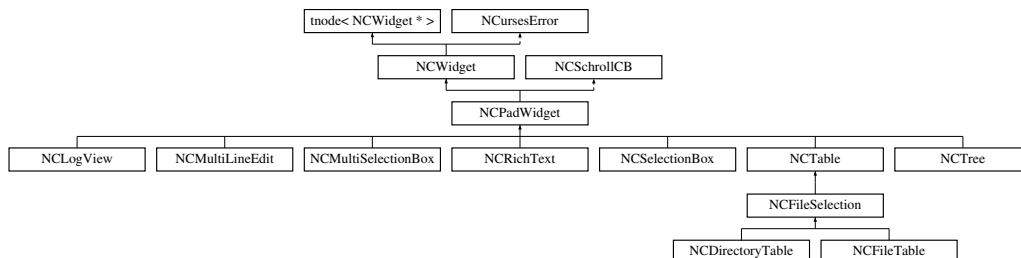 tnode< NCWidget * >
NCursesError
NCWidget
NCSchrollCB
NCPadWidget
NCLogView
NCMultiLineEdit
NCMultiSelectionBox
NCRichText
NCSelectionBox
NCTable
NCTree
NCFileSelection
NCDirectoryTable
NCFileTable